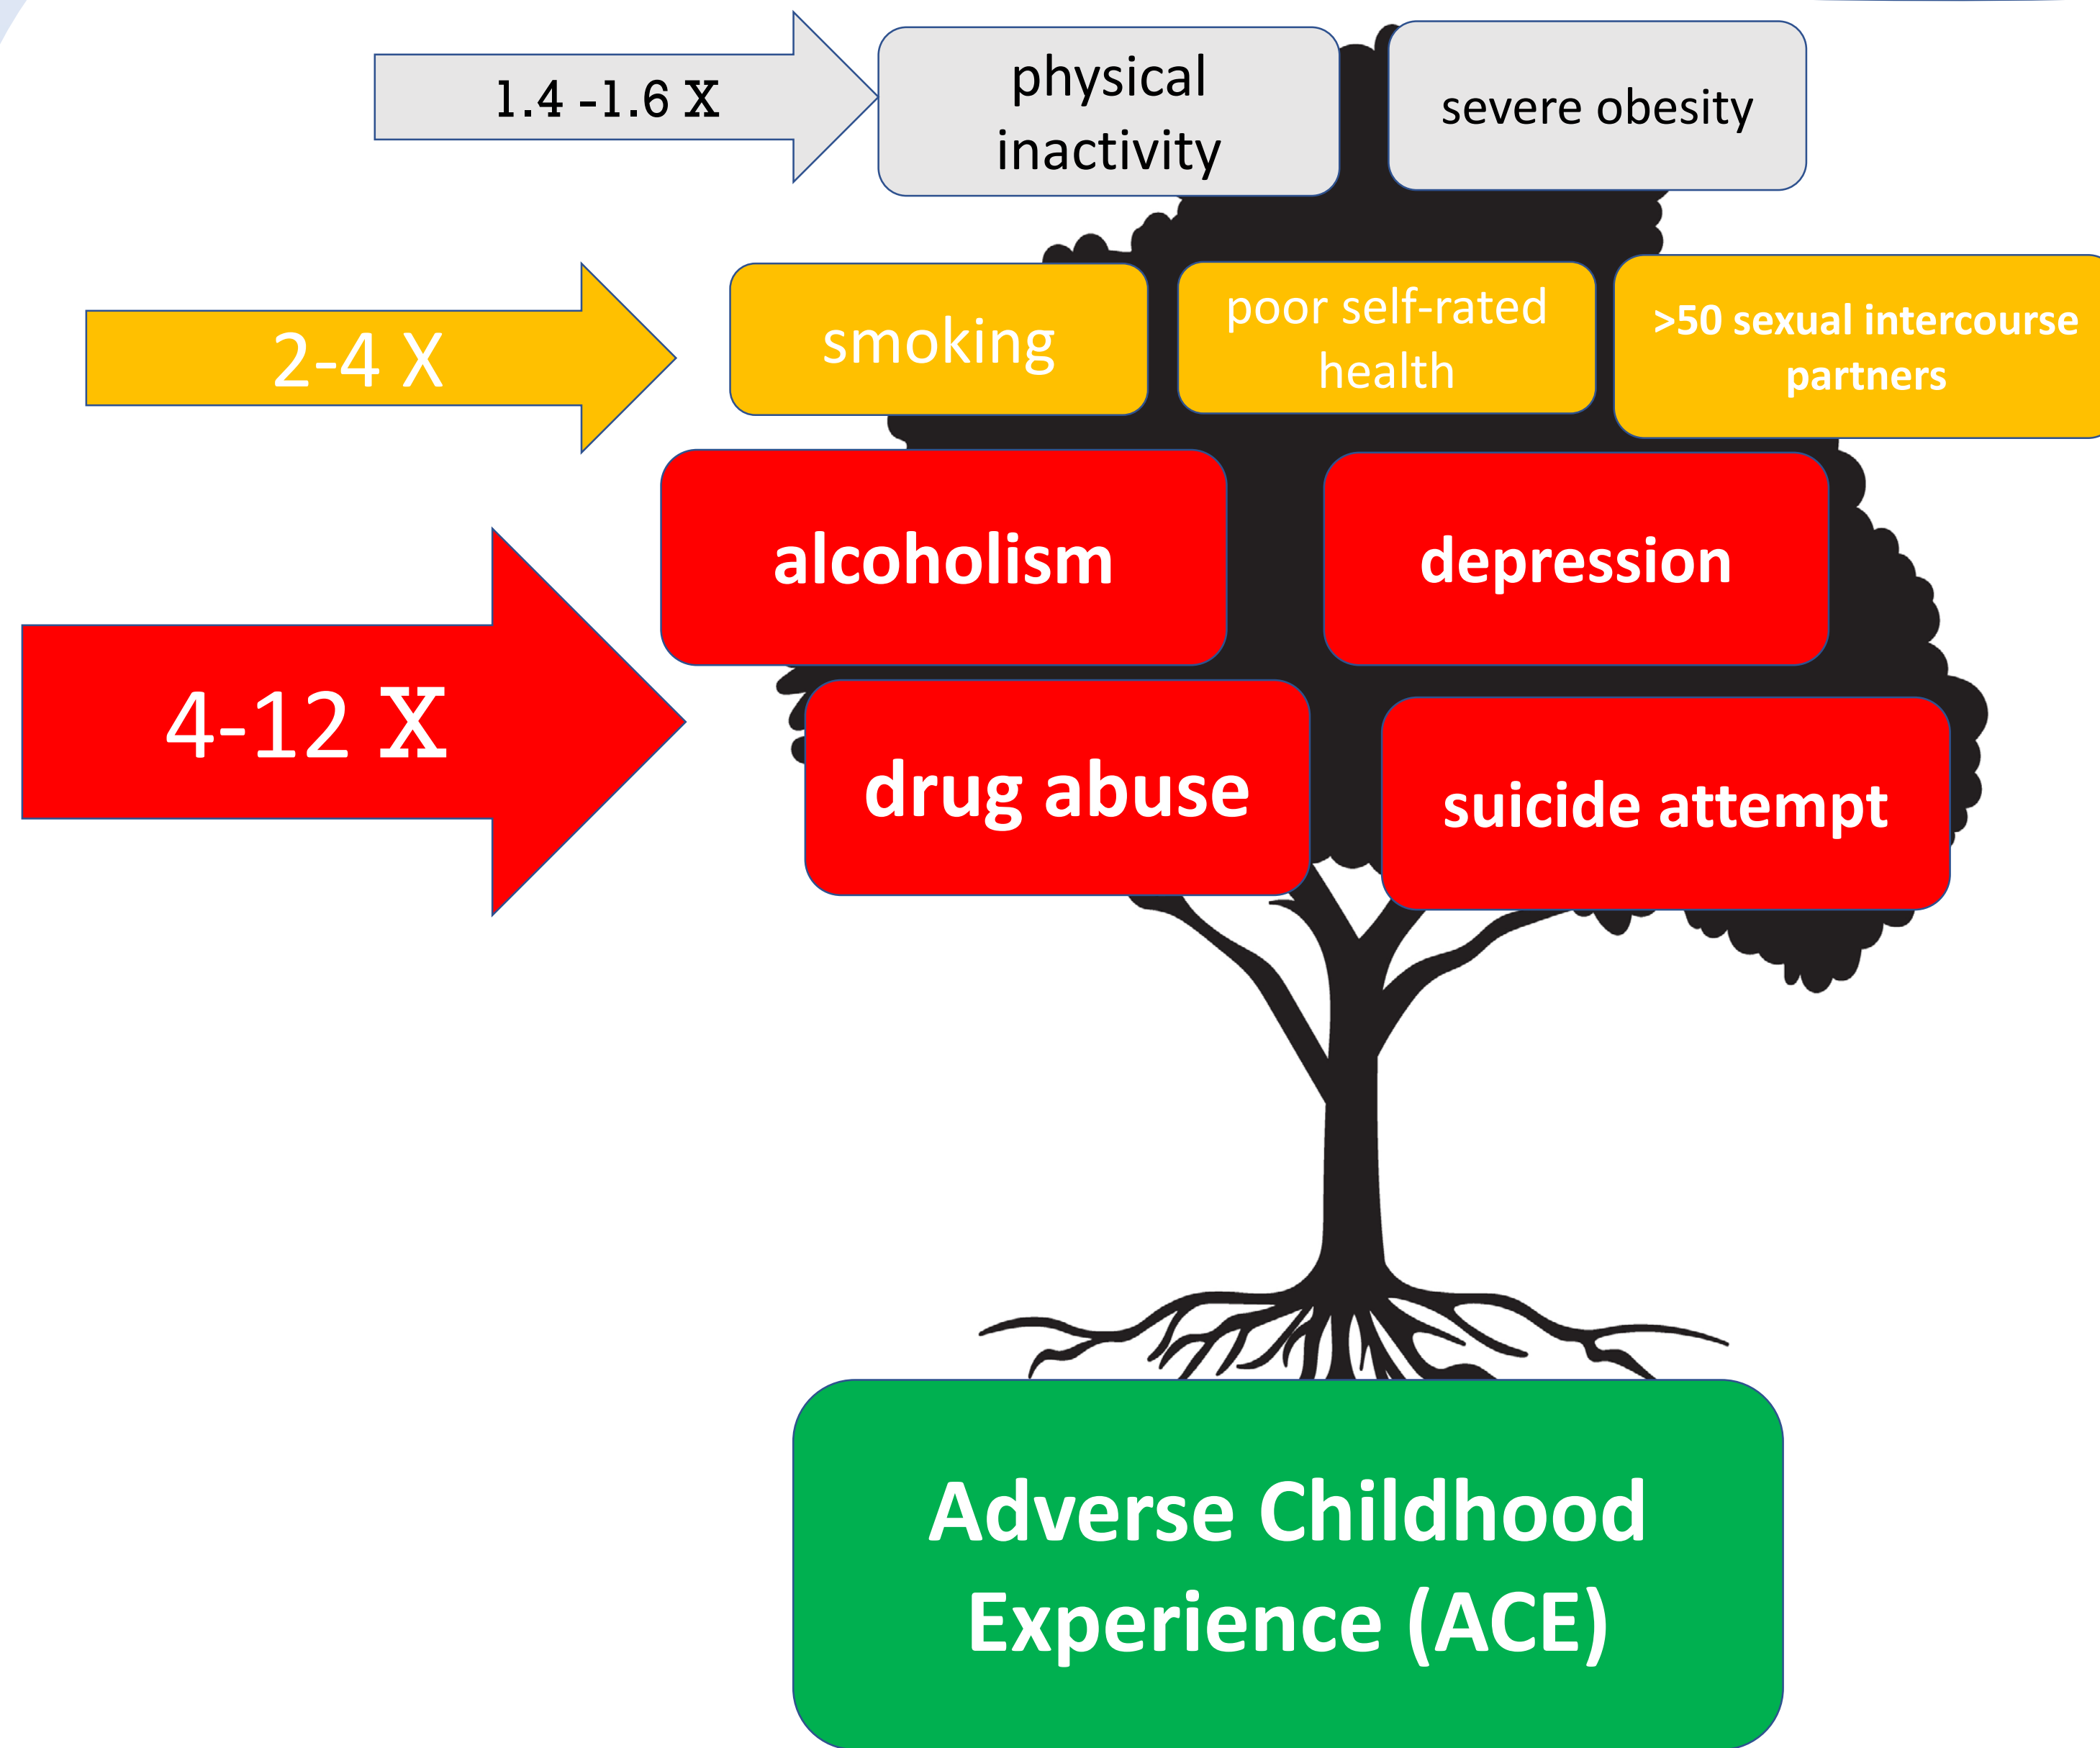 1.4 -1.6 X
physical
inactivity
severe obesity
2-4 X
smoking
poor self-rated
health
>50 sexual intercourse
partners
alcoholism
depression
4-12 X
drug abuse
suicide attempt
Adverse Childhood
Experience (ACE)